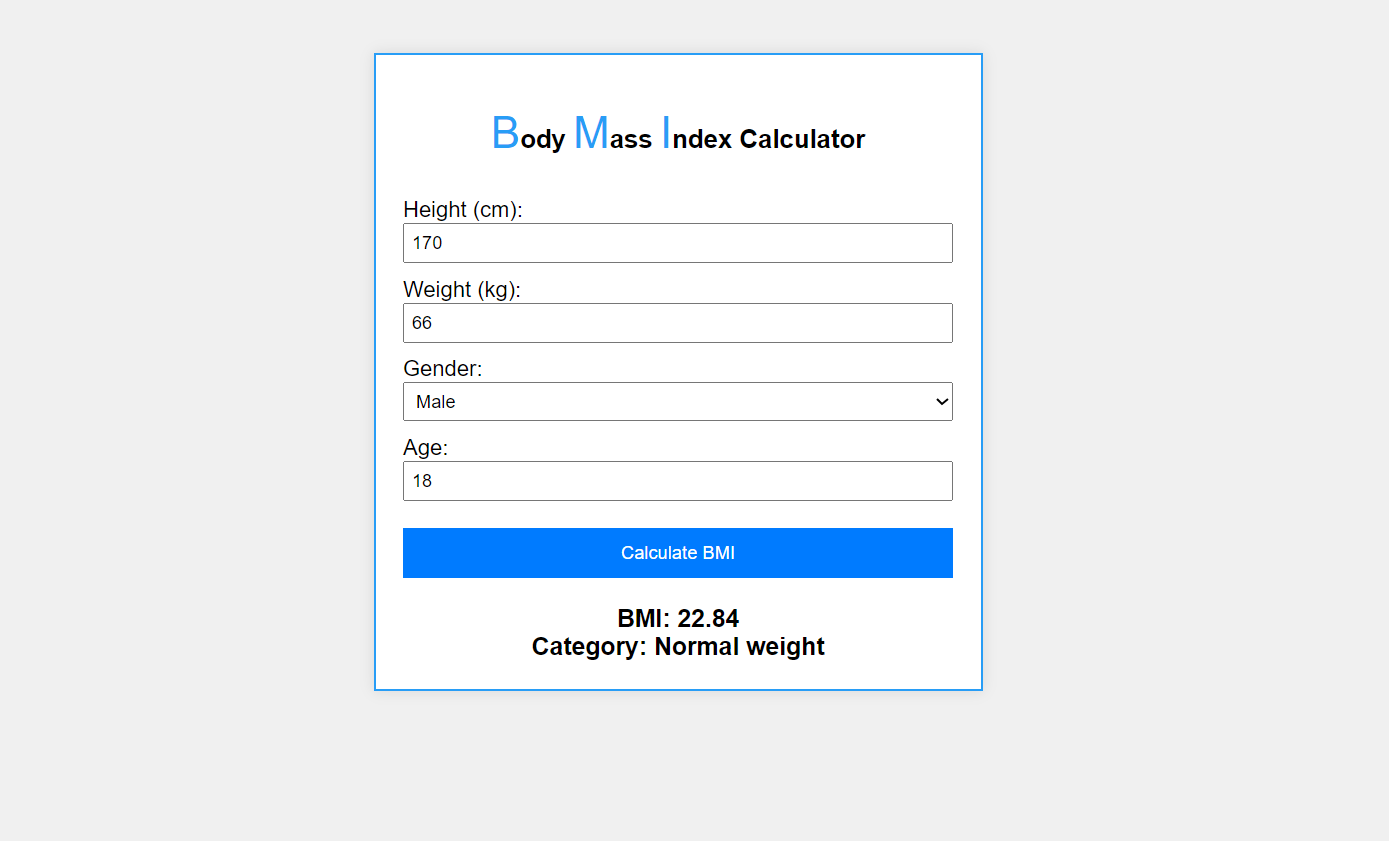 Body Mass Index Calculator
Height (cm):
170
Weight (kg):
66
Gender:
Male
Age:
18
Calculate BMI
BMI: 22.84
Category: Normal weight